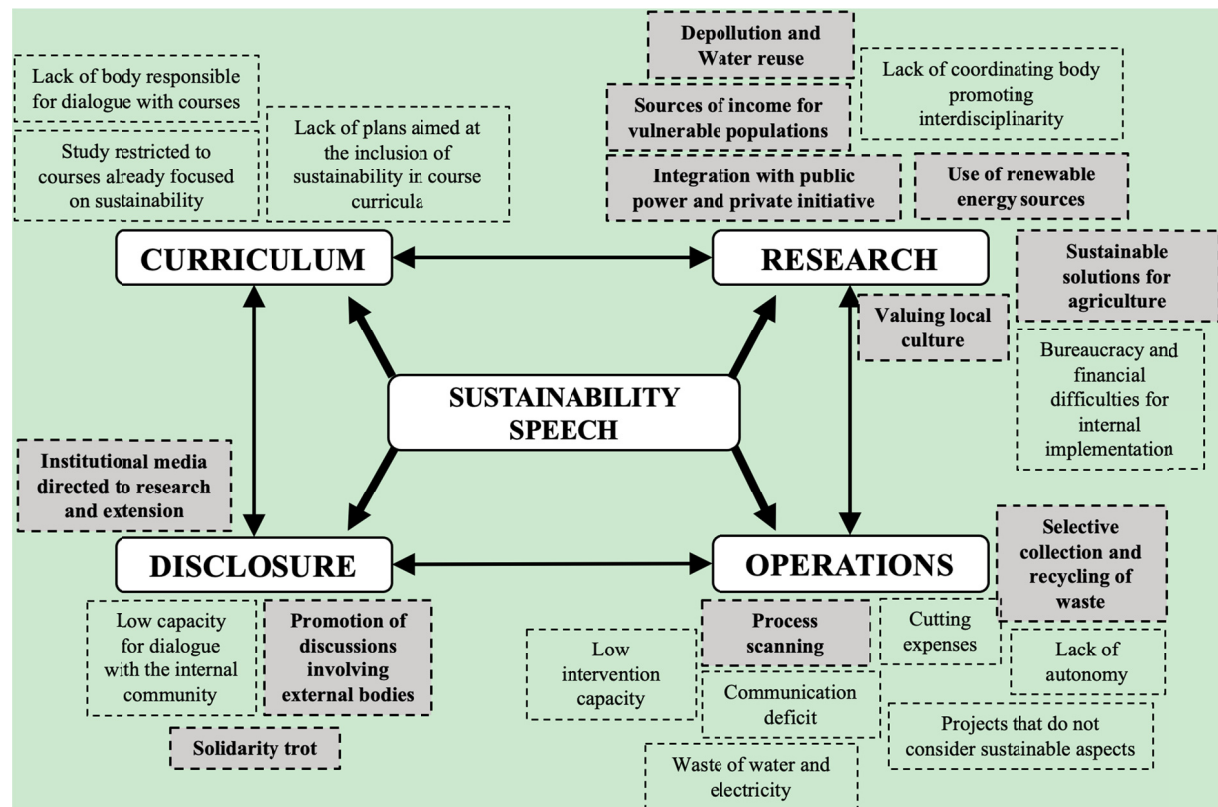 Lack of body responsible
for dialogue with courses
Study restricted to
courses already focused
on sustainability
Lack of plans aimed at
the inclusion of
sustainability in course
curricula
Depollution and
Water reuse
Sources of income for
vulnerable populations
Integration with public
power and private initiative
Lack of coordinating body
promoting
interdisciplinarity
Use of renewable
energy sources
CURRICULUM
RESEARCH
Sustainable
solutions for
agriculture
Valuing local
culture
Bureaucracy and
financial
difficulties for
internal
implementation
SUSTAINABILITY
SPEECH
Institutional media
directed to research
and extension
DISCLOSURE
OPERATIONS
Selective
collection and
recycling of
waste
Low capacity
for dialogue
with the internal
community
Promotion of
discussions
involving
external bodies
Solidarity trot
Low
intervention
capacity
Process
scanning
Communication
deficit
Cutting
expenses
Lack of
autonomy
Projects that do not
consider sustainable aspects
Waste of water and
electricity